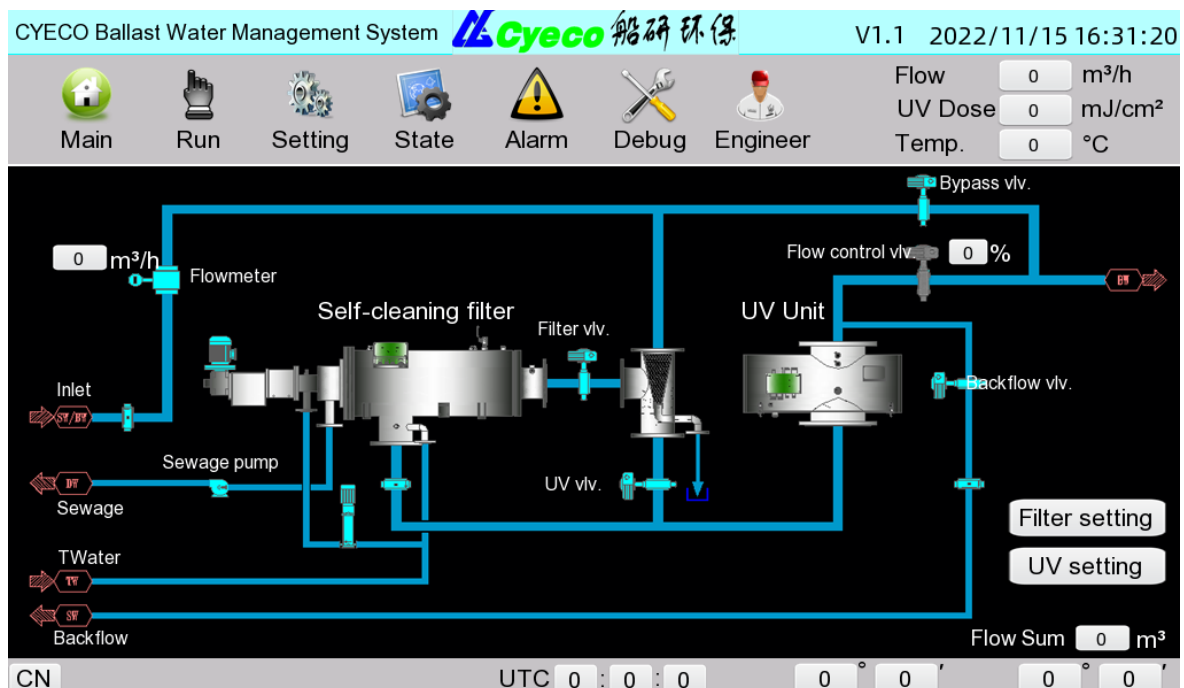 CYECO Ballast Water Management System Cyeco 船研环保 V1.1 2022/11/15 16:31:20
Flow 0 m³/h
UV Dose 0 mJ/cm²
Temp. 0 °C
Main Run Setting State Alarm Debug Engineer
Bypass vlv.
Flow control vlv. 0 %
0 m³/h
Flowmeter
BW
Self-cleaning filter
UV Unit
Filter vlv.
Inlet
SW/BW
Backflow vlv.
Sewage pump
DW
UV vlv.
Sewage
Filter setting
TWater
UV setting
TW
SW
Backflow
Flow Sum 0 m³
CN UTC 0 : 0 : 0 0 ° 0 ′ 0 ° 0 ′